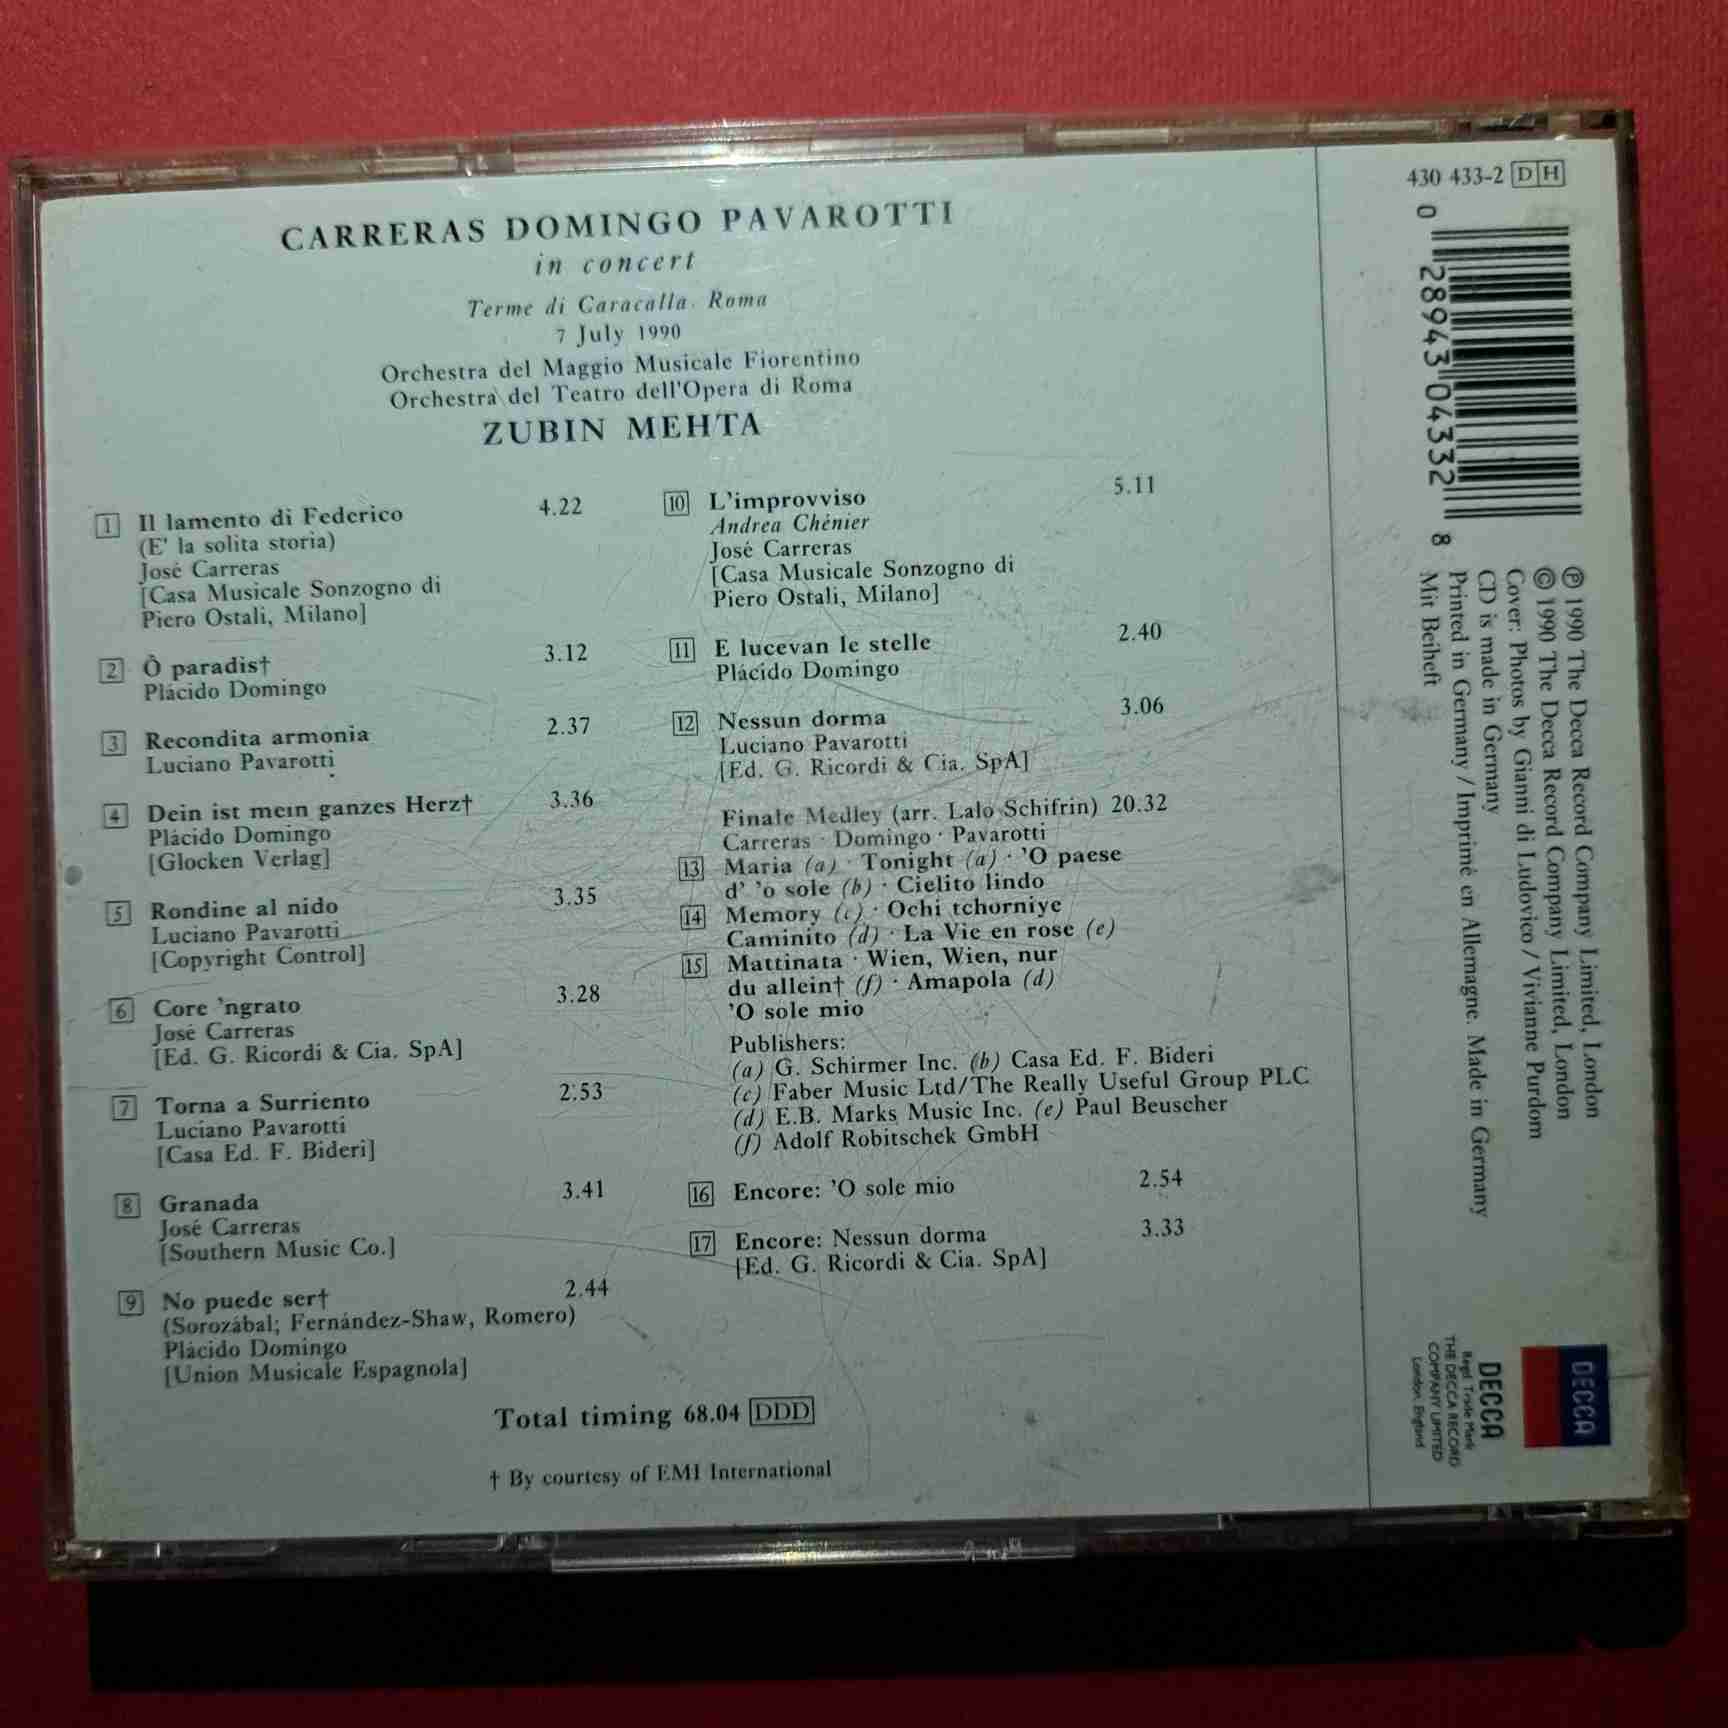 CARRERAS DOMINGO PAVAROTTI
in concert
Terme di Caracalla. Roma
7 July 1990
Orchestra del Maggio Musicale Fiorentino
Orchestra del Teatro dell'Opera di Roma
ZUBIN MEHTA
1 Il lamento di Federico 4.22
(E' la solita storia)
José Carreras
[Casa Musicale Sonzogno di
Piero Ostali, Milano]
2 Ô paradis† 3.12
Plácido Domingo
3 Recondita armonia 2.37
Luciano Pavarotti
4 Dein ist mein ganzes Herz† 3.36
Plácido Domingo
[Glocken Verlag]
5 Rondine al nido 3.35
Luciano Pavarotti
[Copyright Control]
6 Core 'ngrato 3.28
José Carreras
[Ed. G. Ricordi & Cia. SpA]
7 Torna a Surriento 2.53
Luciano Pavarotti
[Casa Ed. F. Bideri]
8 Granada 3.41
José Carreras
[Southern Music Co.]
9 No puede ser† 2.44
(Sorozábal; Fernández-Shaw, Romero)
Plácido Domingo
[Union Musicale Espagnola]
10 L'improvviso 5.11
Andrea Chénier
José Carreras
[Casa Musicale Sonzogno di
Piero Ostali, Milano]
11 E lucevan le stelle 2.40
Plácido Domingo
12 Nessun dorma 3.06
Luciano Pavarotti
[Ed. G. Ricordi & Cia. SpA]
Finale Medley (arr. Lalo Schifrin) 20.32
Carreras · Domingo · Pavarotti
13 Maria (a) · Tonight (a) · 'O paese
d' 'o sole (b) · Cielito lindo
14 Memory (c) · Ochi tchorniye
Caminito (d) · La Vie en rose (e)
15 Mattinata · Wien, Wien, nur
du allein† (f) · Amapola (d)
'O sole mio
Publishers:
(a) G. Schirmer Inc. (b) Casa Ed. F. Bideri
(c) Faber Music Ltd/The Really Useful Group PLC
(d) E.B. Marks Music Inc. (e) Paul Beuscher
(f) Adolf Robitschek GmbH
16 Encore: 'O sole mio 2.54
17 Encore: Nessun dorma 3.33
[Ed. G. Ricordi & Cia. SpA]
Total timing 68.04 DDD
† By courtesy of EMI International
430 433-2 DH
0 28943 04332 8
℗ 1990 The Decca Record Company Limited, London
© 1990 The Decca Record Company Limited, London
Cover: Photos by Gianni di Ludovico / Vivianne Purdom
CD is made in Germany
Printed in Germany / Imprimé en Allemagne. Made in Germany
Mit Beiheft
DECCA
DECCA
Regd. Trade Mark
THE DECCA RECORD
COMPANY LIMITED
London, England